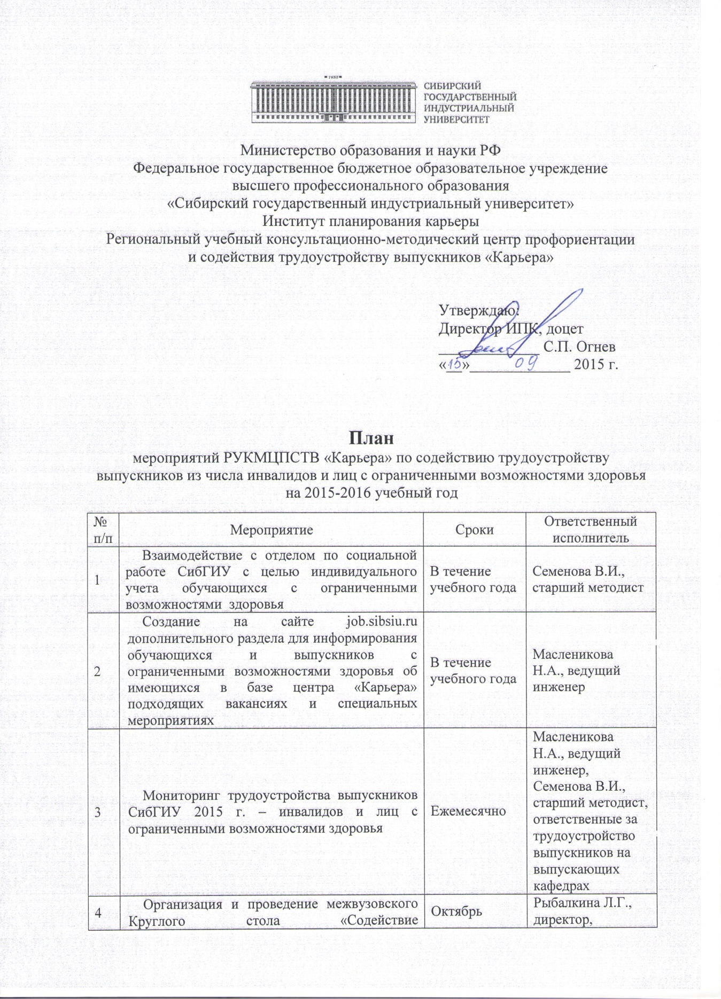 1930
СИБИРСКИЙ
ГОСУДАРСТВЕННЫЙ
ИНДУСТРИАЛЬНЫЙ
УНИВЕРСИТЕТ
Министерство образования и науки РФ
Федеральное государственное бюджетное образовательное учреждение
высшего профессионального образования
«Сибирский государственный индустриальный университет»
Институт планирования карьеры
Региональный учебный консультационно-методический центр профориентации
и содействия трудоустройству выпускников «Карьера»
Утверждаю:
Директор ИПК, доцет
______________ С.П. Огнев
«15»______09______ 2015 г.
План
мероприятий РУКМЦПСТВ «Карьера» по содействию трудоустройству
выпускников из числа инвалидов и лиц с ограниченными возможностями здоровья
на 2015-2016 учебный год
№
п/п
Мероприятие
Сроки
Ответственный
исполнитель
1
Взаимодействие с отделом по социальной
работе СибГИУ с целью индивидуального
учета обучающихся с ограниченными
возможностями здоровья
В течение
учебного года
Семенова В.И.,
старший методист
2
Создание на сайте job.sibsiu.ru
дополнительного раздела для информирования
обучающихся и выпускников с
ограниченными возможностями здоровья об
имеющихся в базе центра «Карьера»
подходящих вакансиях и специальных
мероприятиях
В течение
учебного года
Масленикова
Н.А., ведущий
инженер
3
Мониторинг трудоустройства выпускников
СибГИУ 2015 г. – инвалидов и лиц с
ограниченными возможностями здоровья
Ежемесячно
Масленикова
Н.А., ведущий
инженер,
Семенова В.И.,
старший методист,
ответственные за
трудоустройство
выпускников на
выпускающих
кафедрах
4
Организация и проведение межвузовского
Круглого стола «Содействие
Октябрь
Рыбалкина Л.Г.,
директор,